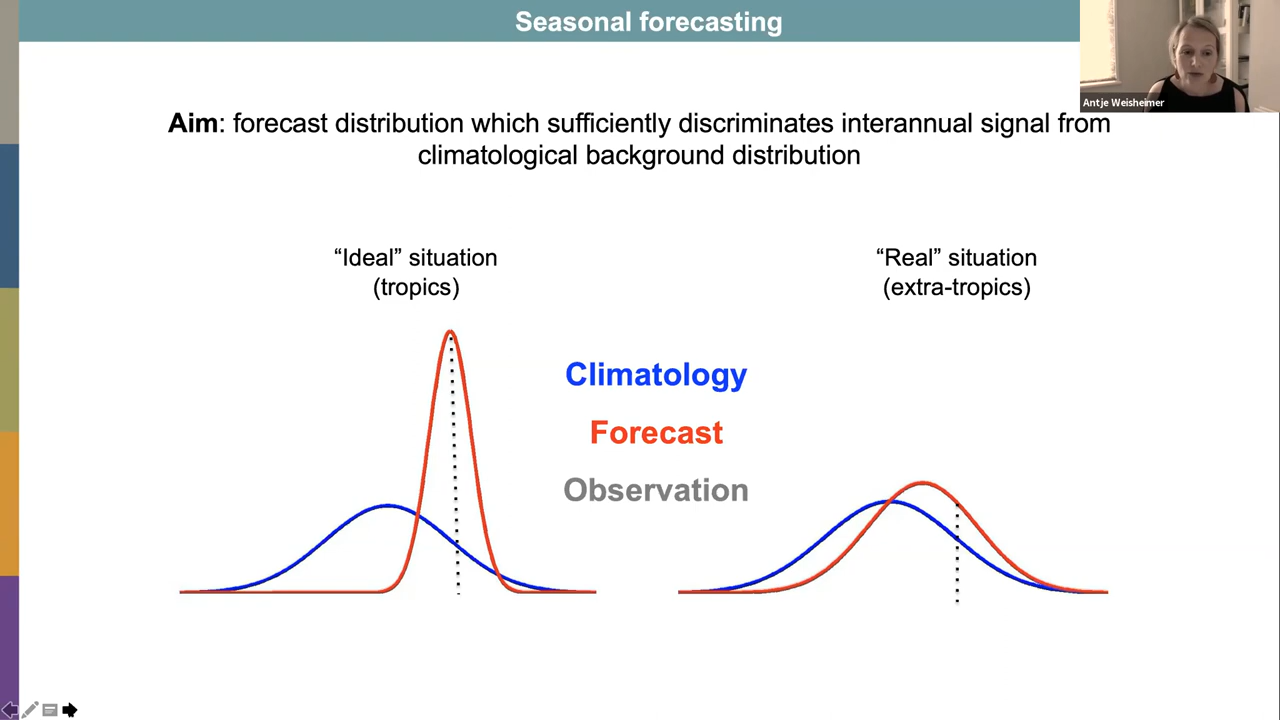 Seasonal forecasting
Antje Weisheimer
Aim: forecast distribution which sufficiently discriminates interannual signal from
climatological background distribution
“Ideal” situation
(tropics)
“Real” situation
(extra-tropics)
Climatology
Forecast
Observation